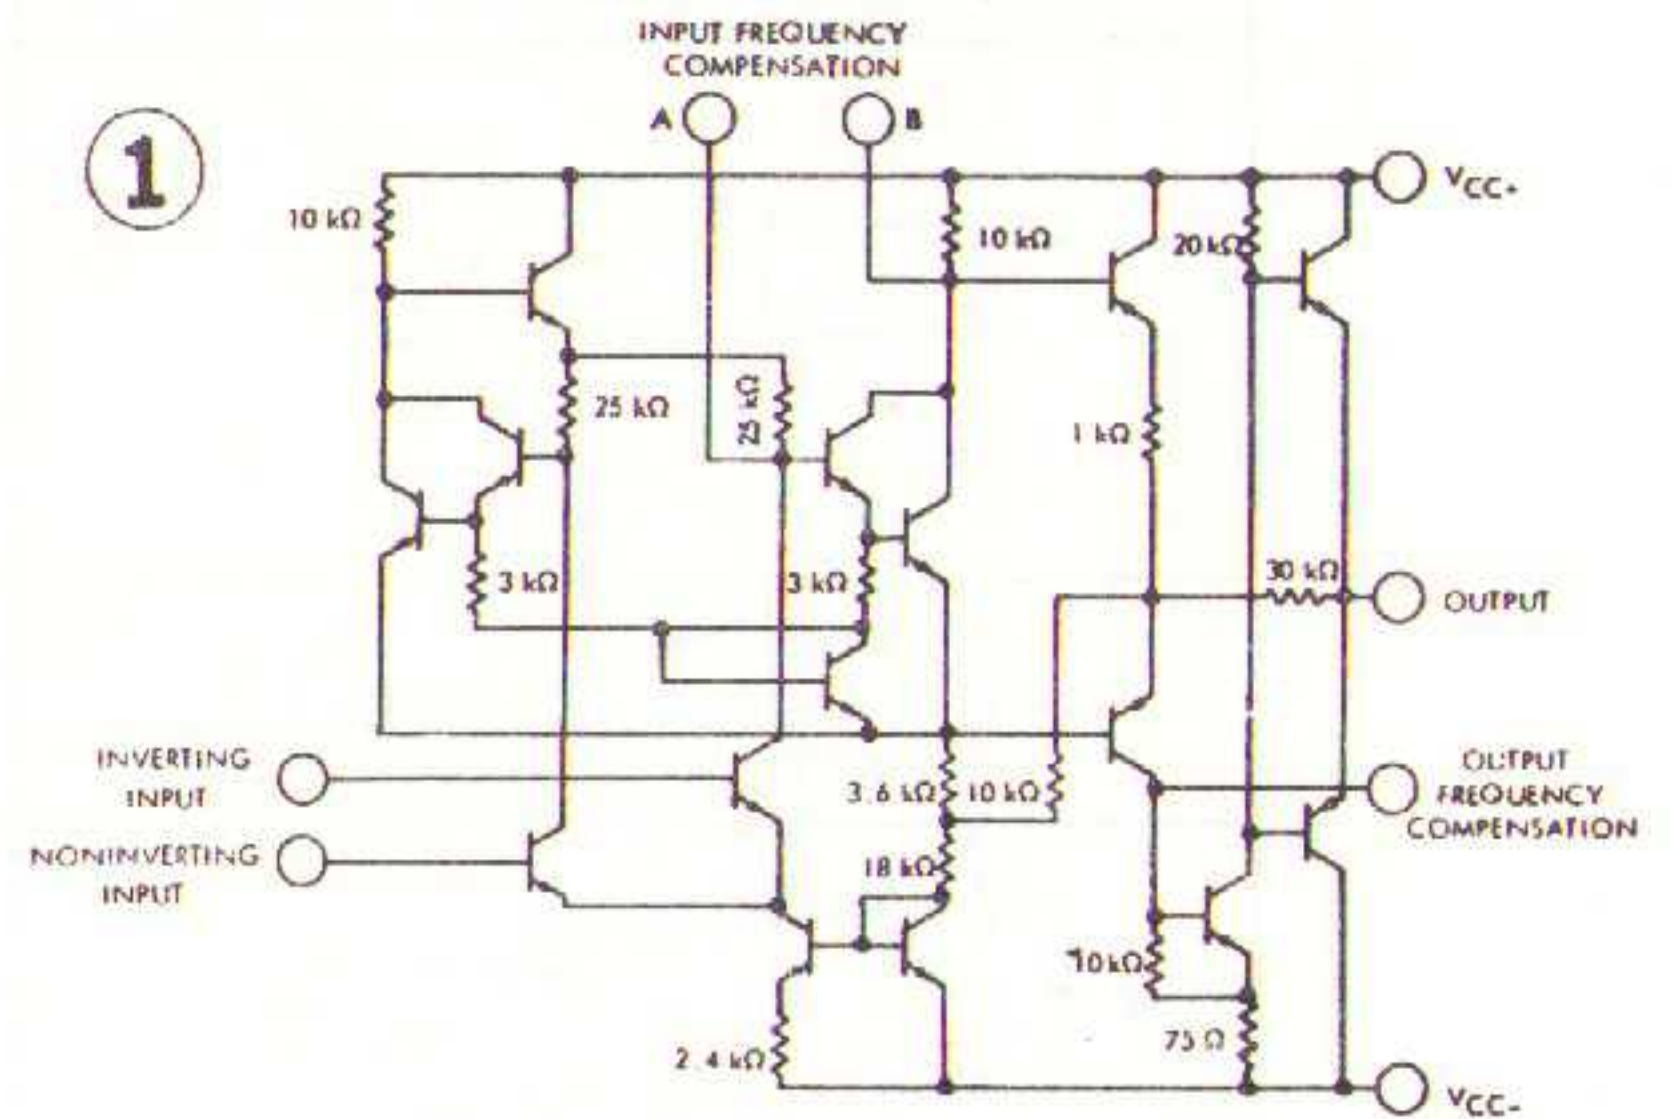 INPUT FREQUENCY
COMPENSATION
1
A
B
VCC+
10 kΩ
10 kΩ
20 kΩ
25 kΩ
25 kΩ
1 kΩ
3 kΩ
3 kΩ
30 kΩ
OUTPUT
INVERTING
INPUT
3.6 kΩ
10 kΩ
OUTPUT
FREQUENCY
COMPENSATION
NONINVERTING
INPUT
18 kΩ
10 kΩ
75 Ω
2.4 kΩ
VCC-